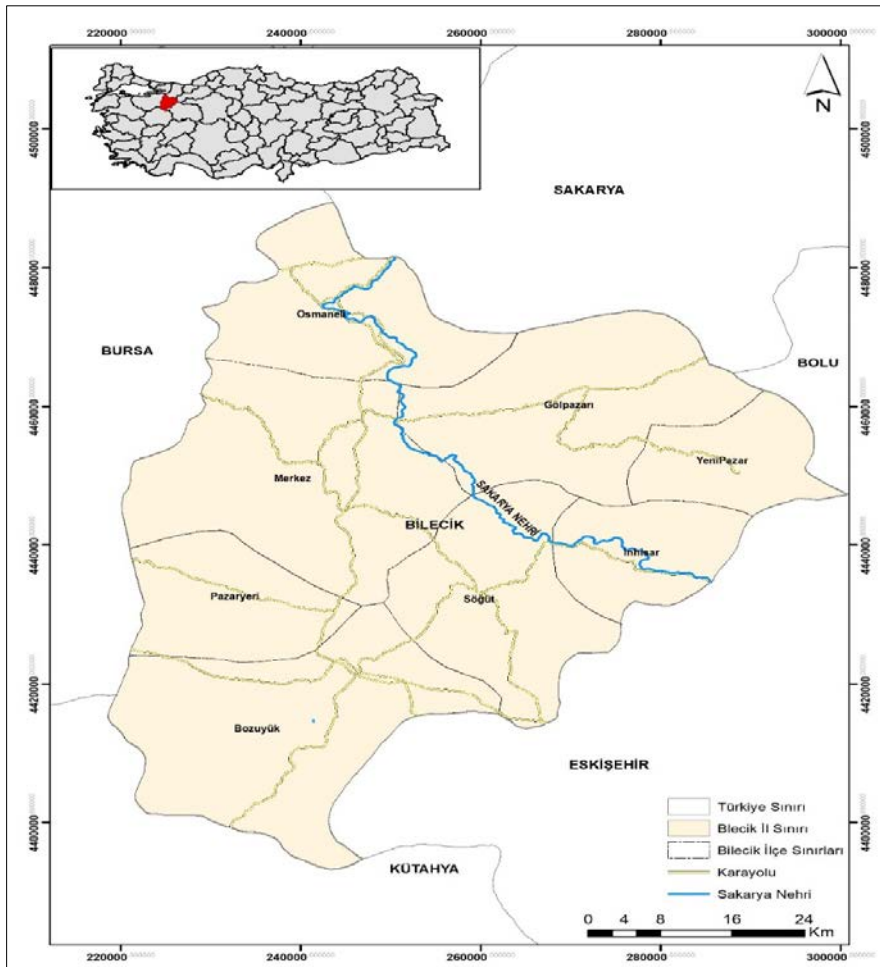 220000 240000 260000 280000 300000
N
4500000
4500000
SAKARYA
4480000
4480000
Osmaneli
BURSA
BOLU
4460000
4460000
Gölpazarı
YeniPazar
Merkez
SAKARYA NEHRİ
BİLECİK
4440000
4440000
İnhisar
Pazaryeri
Söğüt
4420000
4420000
Bozuyük
ESKİŞEHİR
Türkiye Sınırı
Blecik İl Sınırı
4400000
4400000
Bilecik İlçe Sınırları
KÜTAHYA
Karayolu
Sakarya Nehri
0 4 8 16 24
Km
220000 240000 260000 280000 300000